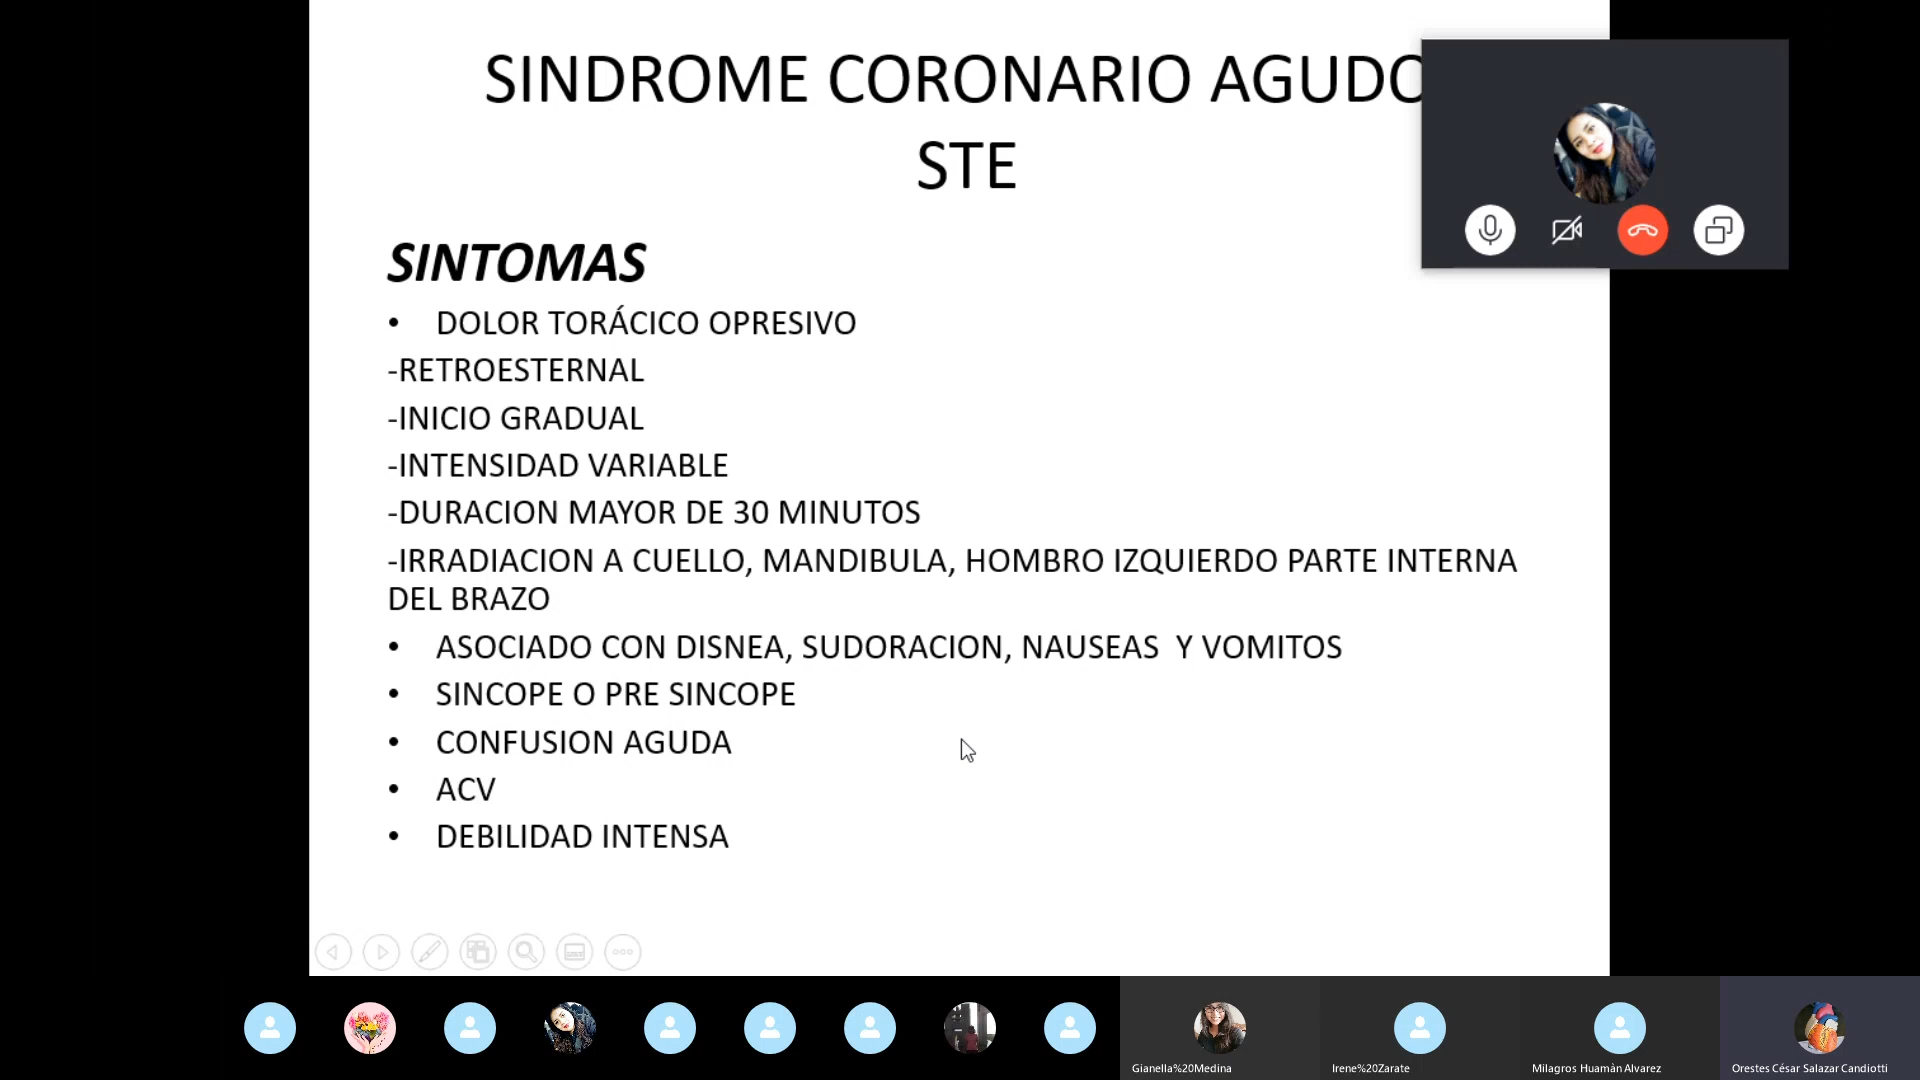 SINDROME CORONARIO AGUDO
STE
SINTOMAS
• DOLOR TORÁCICO OPRESIVO
-RETROESTERNAL
-INICIO GRADUAL
-INTENSIDAD VARIABLE
-DURACION MAYOR DE 30 MINUTOS
-IRRADIACION A CUELLO, MANDIBULA, HOMBRO IZQUIERDO PARTE INTERNA
DEL BRAZO
• ASOCIADO CON DISNEA, SUDORACION, NAUSEAS  Y VOMITOS
• SINCOPE O PRE SINCOPE
• CONFUSION AGUDA
• ACV
• DEBILIDAD INTENSA
Gianella%20Medina
Irene%20Zarate
Milagros Huamàn Alvarez
Orestes César Salazar Candiotti